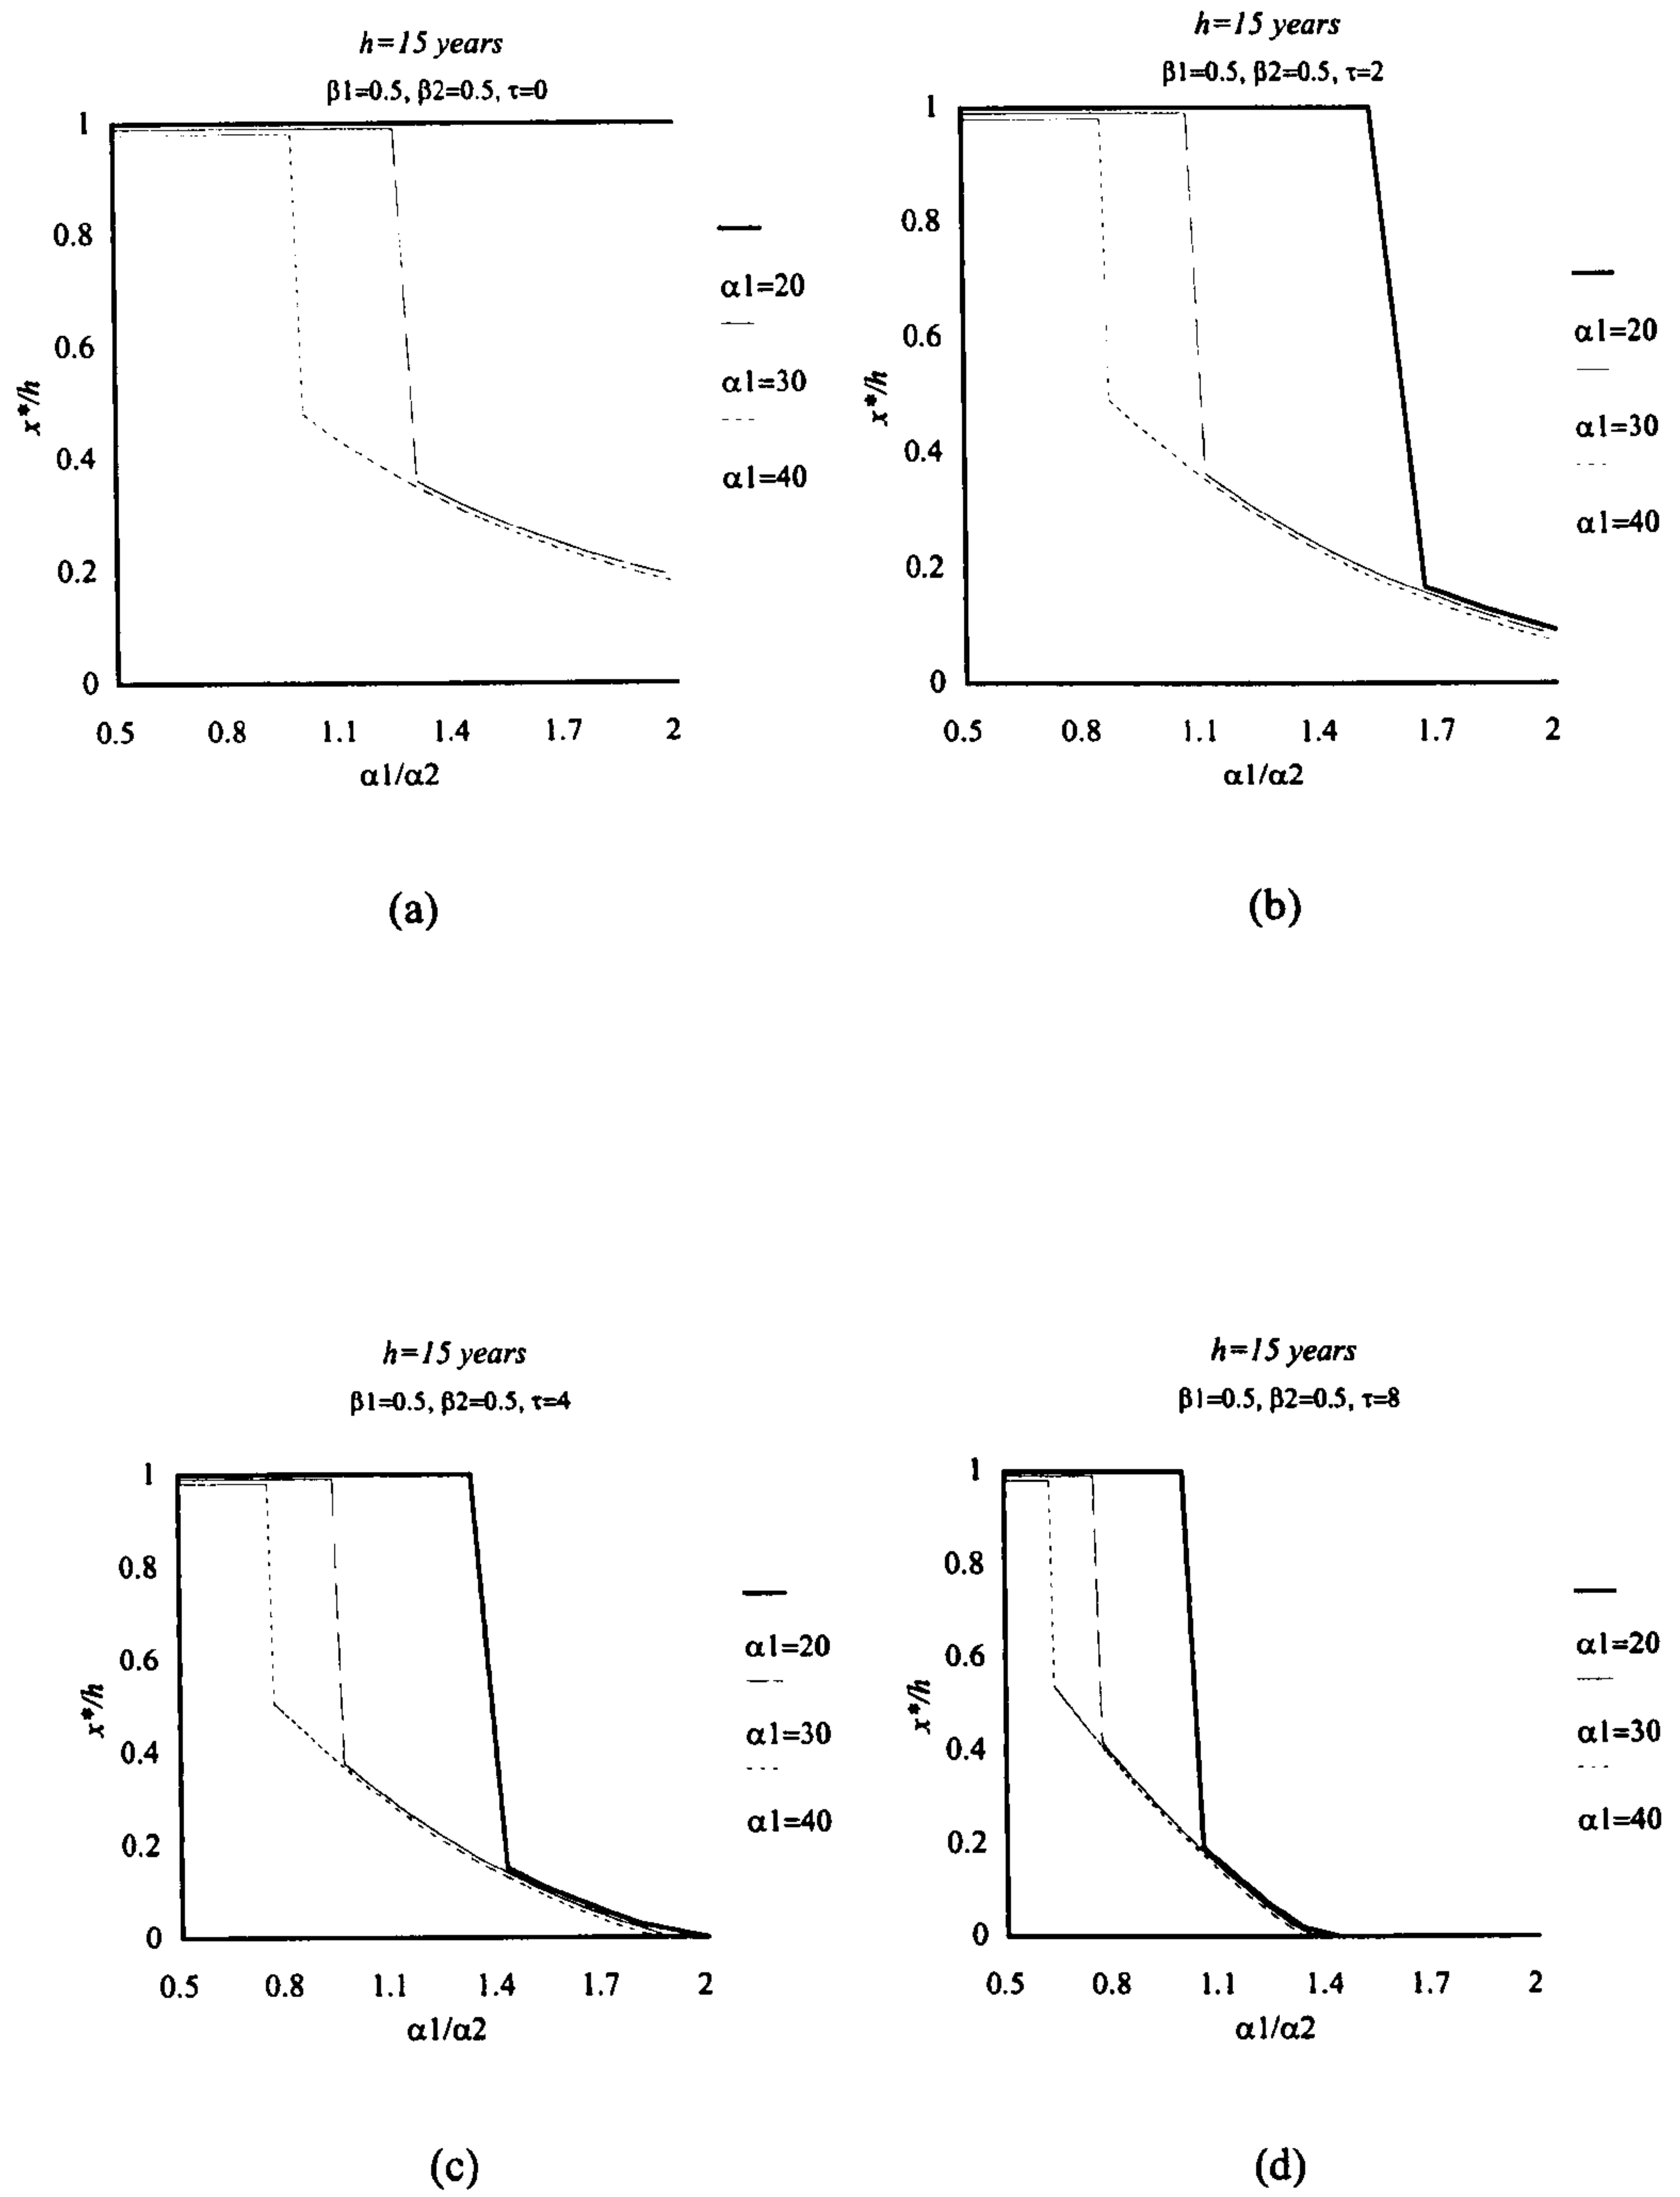 h=15 years
β1=0.5, β2=0.5, τ=0
1
0.8
0.6
0.4
0.2
0
x*/h
0.5 0.8 1.1 1.4 1.7 2
α1/α2
α1=20
α1=30
α1=40
(a)
h=15 years
β1=0.5, β2=0.5, τ=2
1
0.8
0.6
0.4
0.2
0
x*/h
0.5 0.8 1.1 1.4 1.7 2
α1/α2
α1=20
α1=30
α1=40
(b)
h=15 years
β1=0.5, β2=0.5, τ=4
1
0.8
0.6
0.4
0.2
0
x*/h
0.5 0.8 1.1 1.4 1.7 2
α1/α2
α1=20
α1=30
α1=40
(c)
h=15 years
β1=0.5, β2=0.5, τ=8
1
0.8
0.6
0.4
0.2
0
x*/h
0.5 0.8 1.1 1.4 1.7 2
α1/α2
α1=20
α1=30
α1=40
(d)